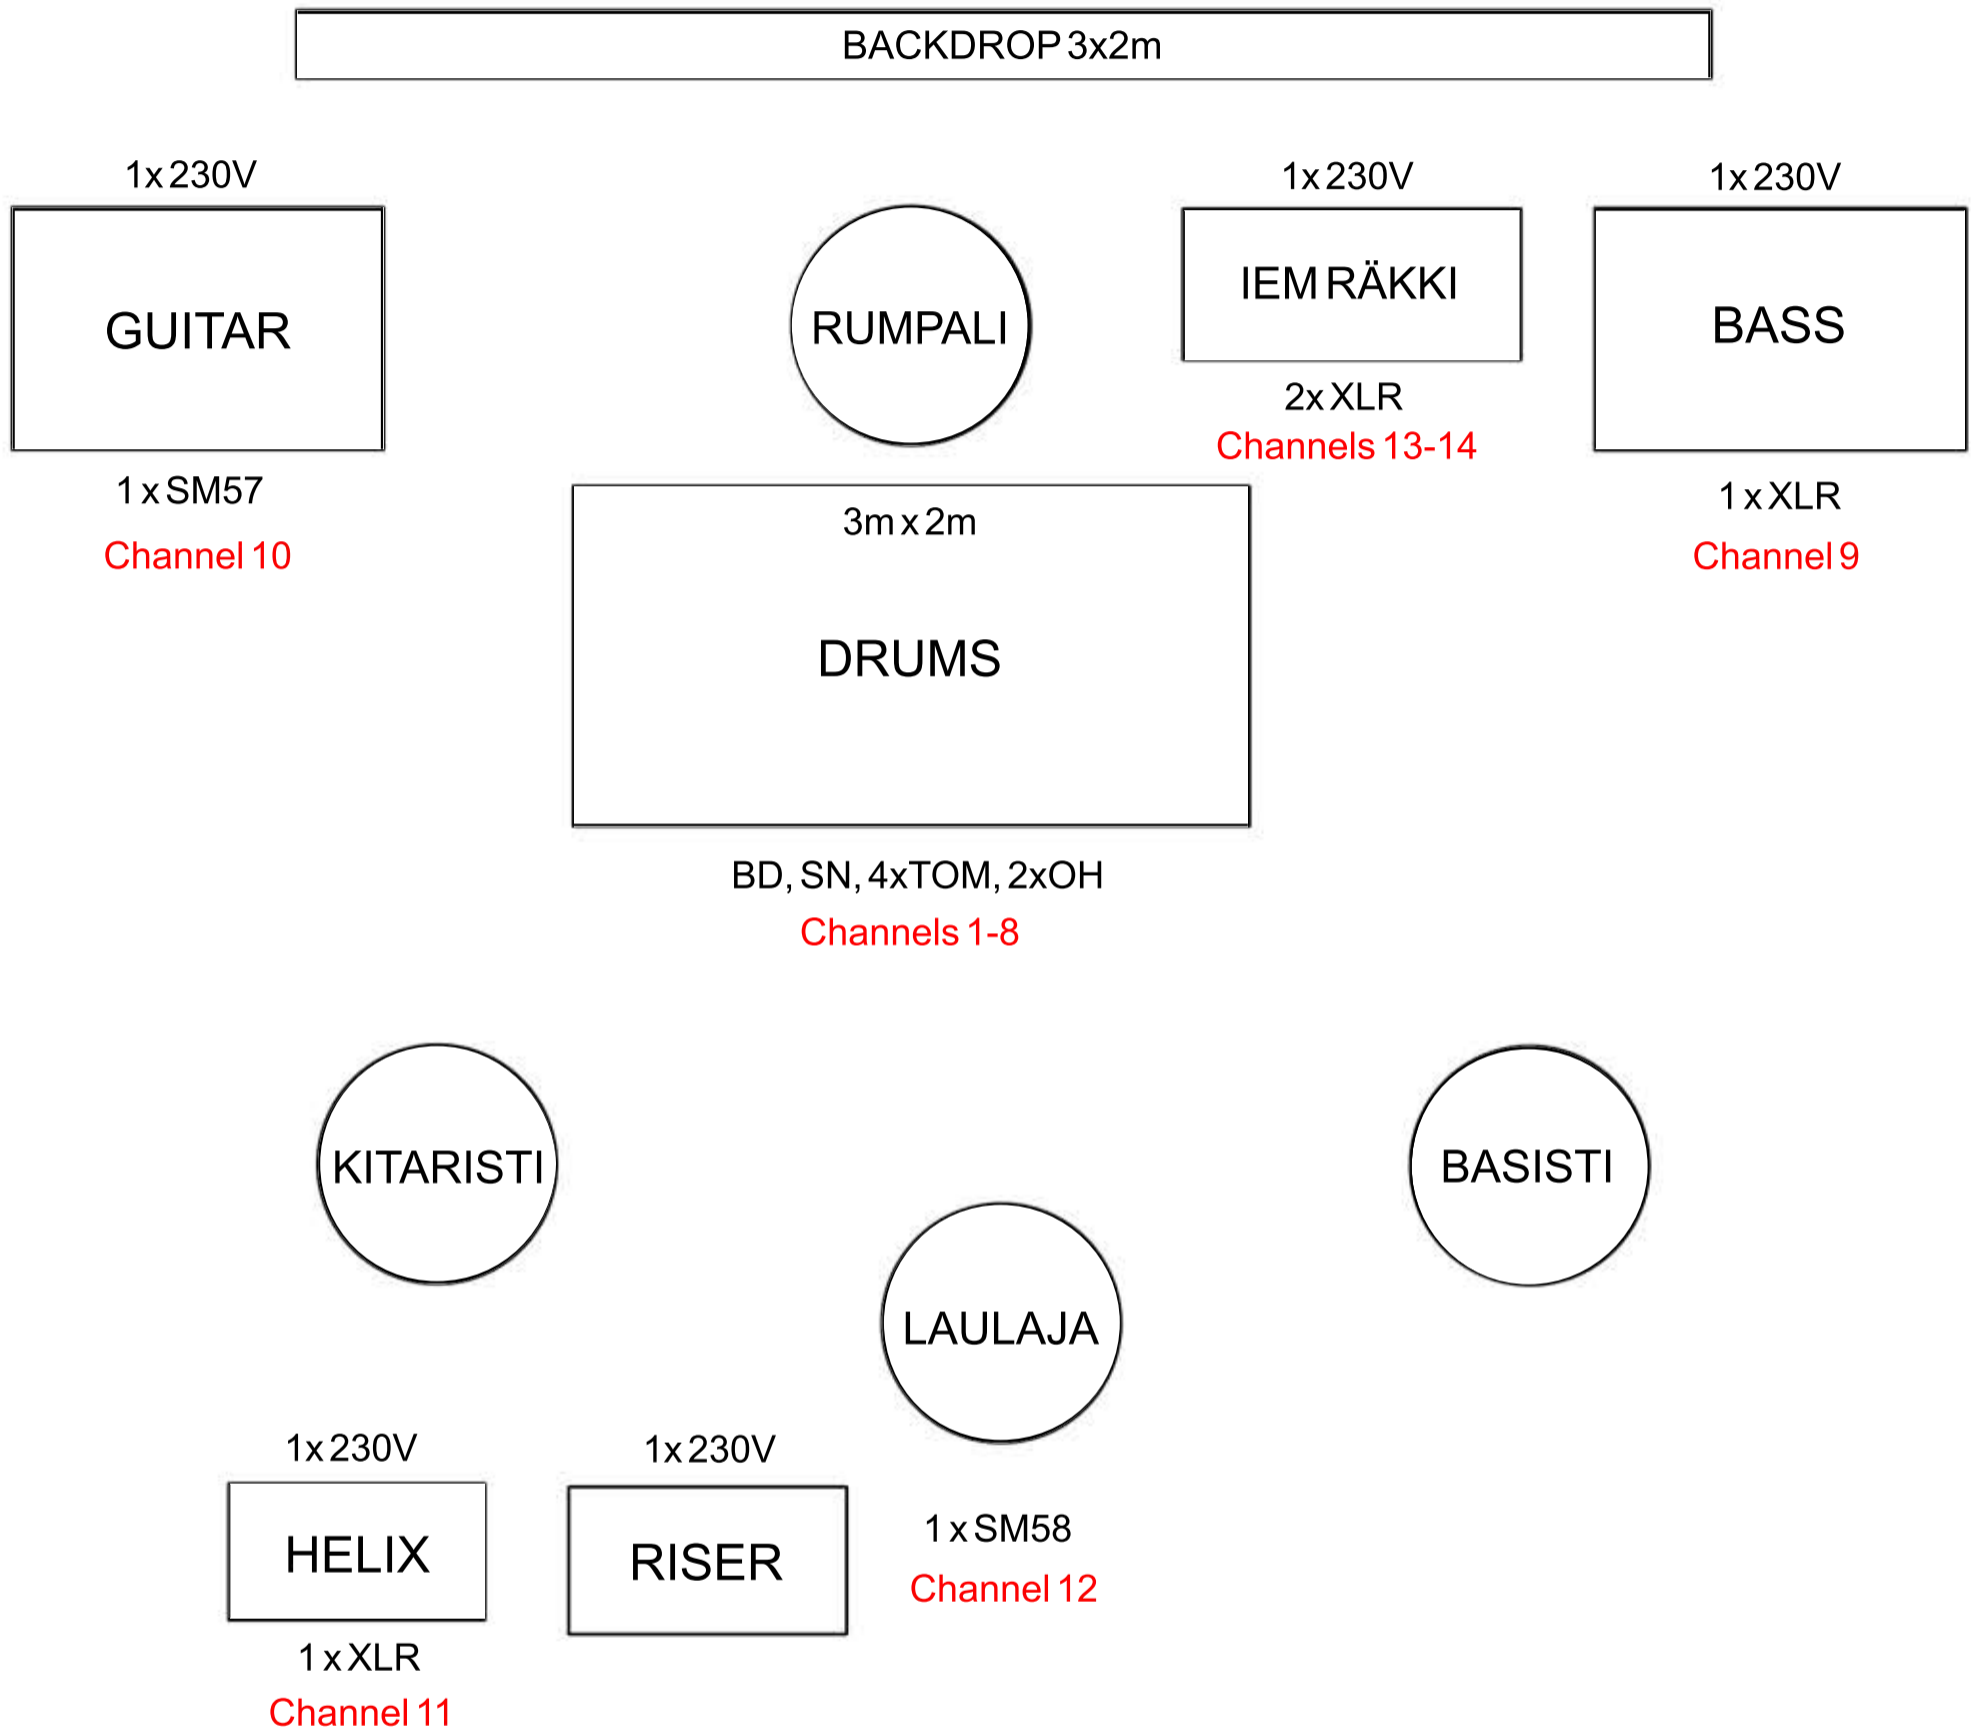 BACKDROP 3x2m
1x 230V
1x 230V
1x 230V
GUITAR
RUMPALI
IEM RÄKKI
BASS
2x XLR
Channels 13-14
1 x SM57
Channel 10
1 x XLR
Channel 9
3m x 2m
DRUMS
BD, SN, 4xTOM, 2xOH
Channels 1-8
KITARISTI
BASISTI
LAULAJA
1x 230V
HELIX
1 x XLR
Channel 11
1x 230V
RISER
1 x SM58
Channel 12